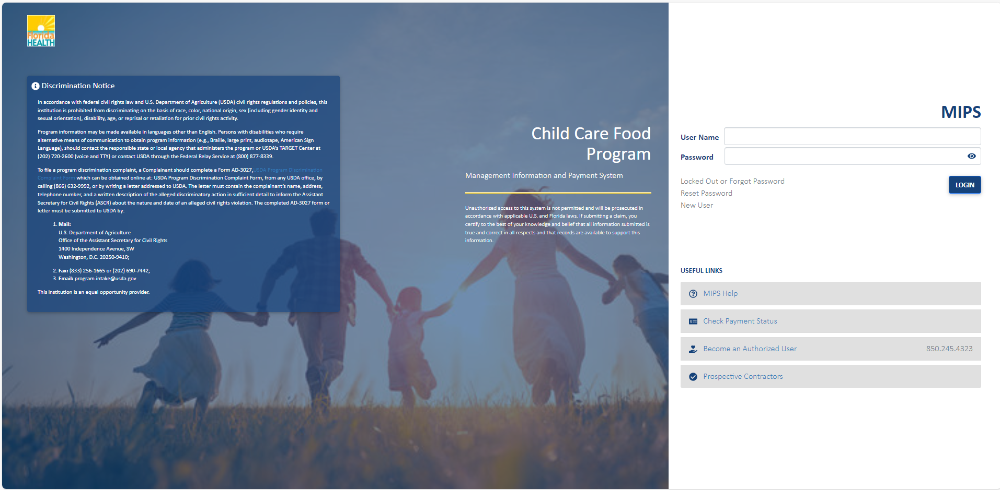 Florida
HEALTH
Discrimination Notice
In accordance with federal civil rights law and U.S. Department of Agriculture (USDA) civil rights regulations and policies, this
institution is prohibited from discriminating on the basis of race, color, national origin, sex (including gender identity and
sexual orientation), disability, age, or reprisal or retaliation for prior civil rights activity.
Program information may be made available in languages other than English. Persons with disabilities who require
alternative means of communication to obtain program information (e.g., Braille, large print, audiotape, American Sign
Language), should contact the responsible state or local agency that administers the program or USDA's TARGET Center at
(202) 720-2600 (voice and TTY) or contact USDA through the Federal Relay Service at (800) 877-8339.
To file a program discrimination complaint, a Complainant should complete a Form AD-3027,USDA Program Discrimination
Complaint Form which can be obtained online at: USDA Program Discrimination Complaint Form, from any USDA office, by
calling (866) 632-9992, or by writing a letter addressed to USDA. The letter must contain the complainant's name, address,
telephone number, and a written description of the alleged discriminatory action in sufficient detail to inform the Assistant
Secretary for Civil Rights (ASCR) about the nature and date of an alleged civil rights violation. The completed AD-3027 form or
letter must be submitted to USDA by:
1. Mail:
U.S. Department of Agriculture
Office of the Assistant Secretary for Civil Rights
1400 Independence Avenue, SW
Washington, D.C. 20250-9410;
2. Fax: (833) 256-1665 or (202) 690-7442;
3. Email: program.intake@usda.gov
This institution is an equal opportunity provider.
Child Care Food
Program
Management Information and Payment System
Unauthorized access to this system is not permitted and will be prosecuted in
accordance with applicable U.S. and Florida laws. If submitting a claim, you
certify to the best of your knowledge and belief that all information submitted is
true and correct in all respects and that records are available to support this
information.
MIPS
User Name
Password
Locked Out or Forgot Password
LOGIN
Reset Password
New User
USEFUL LINKS
MIPS Help
Check Payment Status
Become an Authorized User 850.245.4323
Prospective Contractors